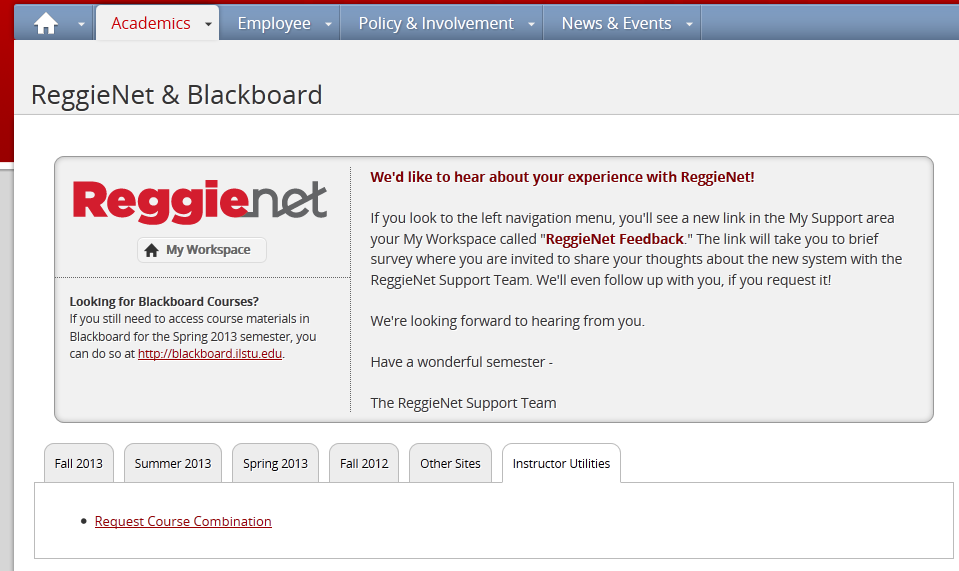 Academics
Employee
Policy & Involvement
News & Events
ReggieNet & Blackboard
Reggienet
My Workspace
Looking for Blackboard Courses?
If you still need to access course materials in
Blackboard for the Spring 2013 semester, you
can do so at http://blackboard.ilstu.edu.
We'd like to hear about your experience with ReggieNet!
If you look to the left navigation menu, you'll see a new link in the My Support area
your My Workspace called "ReggieNet Feedback." The link will take you to brief
survey where you are invited to share your thoughts about the new system with the
ReggieNet Support Team. We'll even follow up with you, if you request it!
We're looking forward to hearing from you.
Have a wonderful semester -
The ReggieNet Support Team
Fall 2013
Summer 2013
Spring 2013
Fall 2012
Other Sites
Instructor Utilities
Request Course Combination